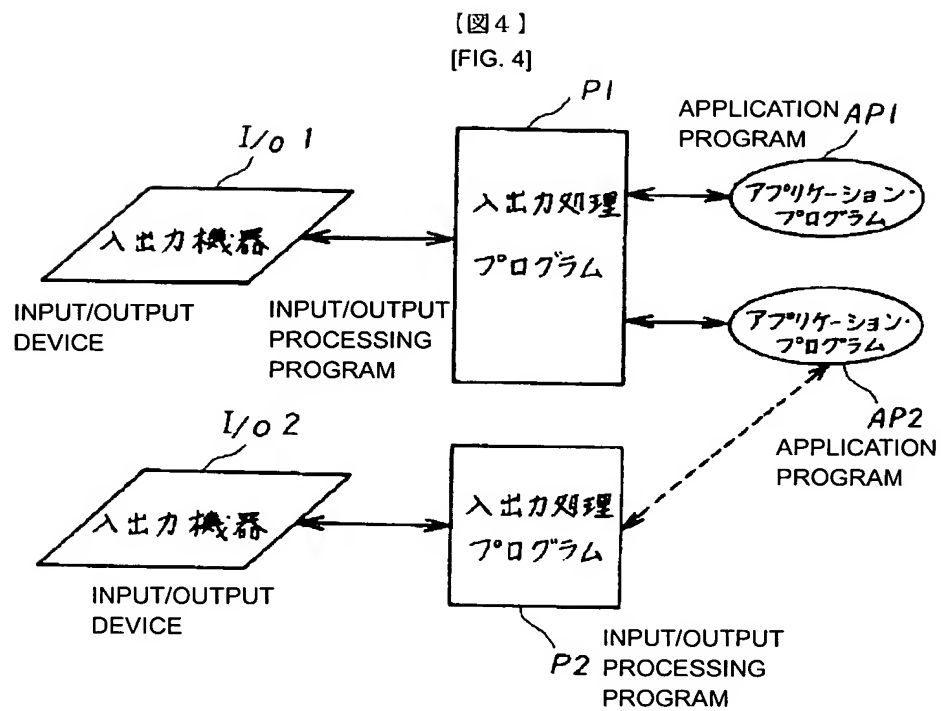 【図4】
[FIG. 4]
P1
APPLICATION
PROGRAM
AP1
I/O 1
入出力機器
入出力処理
プログラム
アプリケーション・
プログラム
INPUT/OUTPUT
DEVICE
INPUT/OUTPUT
PROCESSING
PROGRAM
アプリケーション・
プログラム
AP2
APPLICATION
PROGRAM
I/O 2
入出力機器
入出力処理
プログラム
INPUT/OUTPUT
DEVICE
P2
INPUT/OUTPUT
PROCESSING
PROGRAM